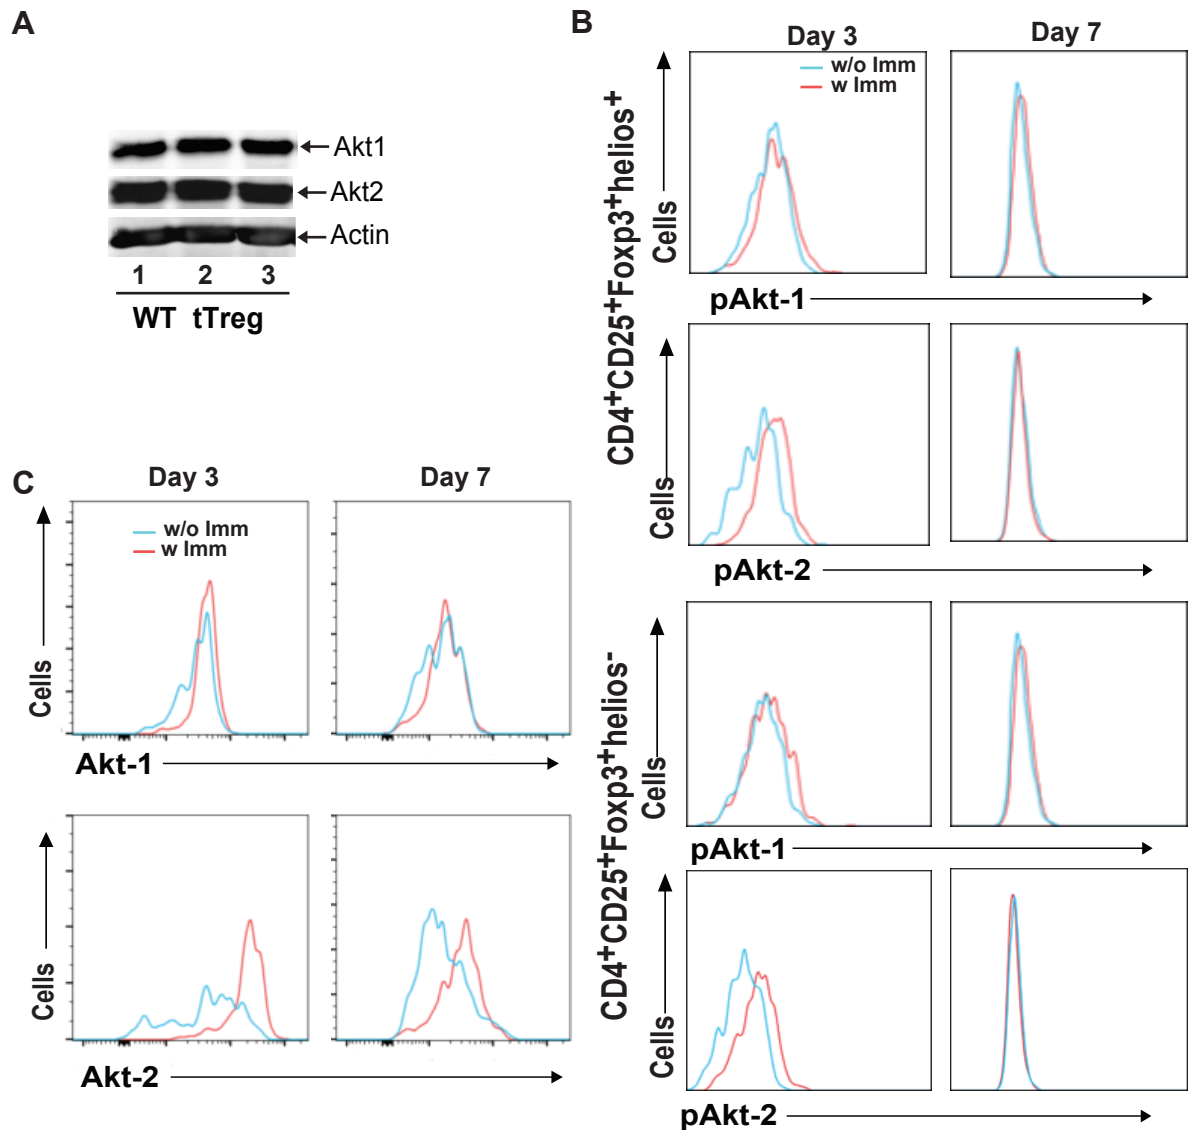 A
Akt1
Akt2
Actin
1 2 3
WT tTreg
B
Day 3 Day 7
w/o Imm
w Imm
CD4⁺CD25⁺Foxp3⁺helios⁺
Cells
pAkt-1
Cells
pAkt-2
CD4⁺CD25⁺Foxp3⁺helios⁻
Cells
pAkt-1
Cells
pAkt-2
C
Day 3 Day 7
w/o Imm
w Imm
Cells
Akt-1
Cells
Akt-2